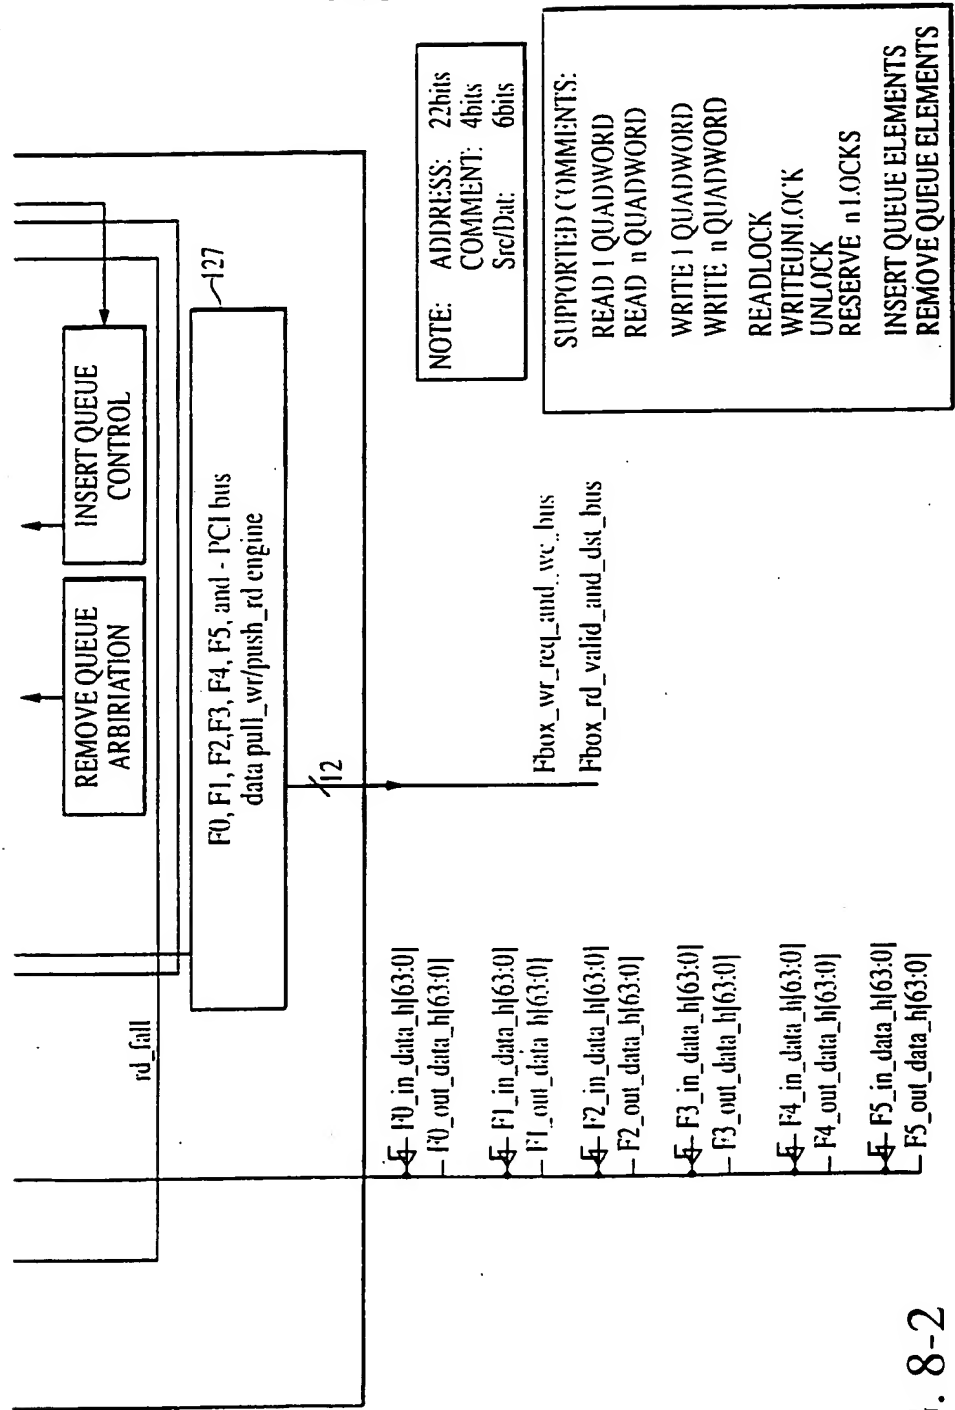 rd_fall
REMOVE QUEUE
ARBIRIATION
INSERT QUEUE
CONTROL
F0, F1, F2,F3, F4, F5, and - PCI bus
data pull_wr/push_rd engine
127
12
Fbox_wr_req_and_wc_bus
Fbox_rd_valid_and_dst_bus
F0_in_data_h[63:0]
F0_out_data_h[63:0]
F1_in_data_h[63:0]
F1_out_data h[63:0]
F2_in_data_h[63:0]
F2_out_data_h[63:0]
F3_in_data_h[63:0]
F3_out_data_h[63:0]
F4_in_data_h[63:0]
F4_out_data_h[63:0]
F5_in_data_h[63:0]
F5_out_data_h[63:0]
NOTE: ADDRESS: 22bits
COMMENT: 4bits
Src/Dat: 6bits
SUPPORTED COMMENTS:
READ 1 QUADWORD
READ n QUADWORD
WRITE 1 QUADWORD
WRITE n QUADWORD
READLOCK
WRITEUNLOCK
UNLOCK
RESERVE n LOCKS
INSERT QUEUE ELEMENTS
REMOVE QUEUE ELEMENTS
8-2